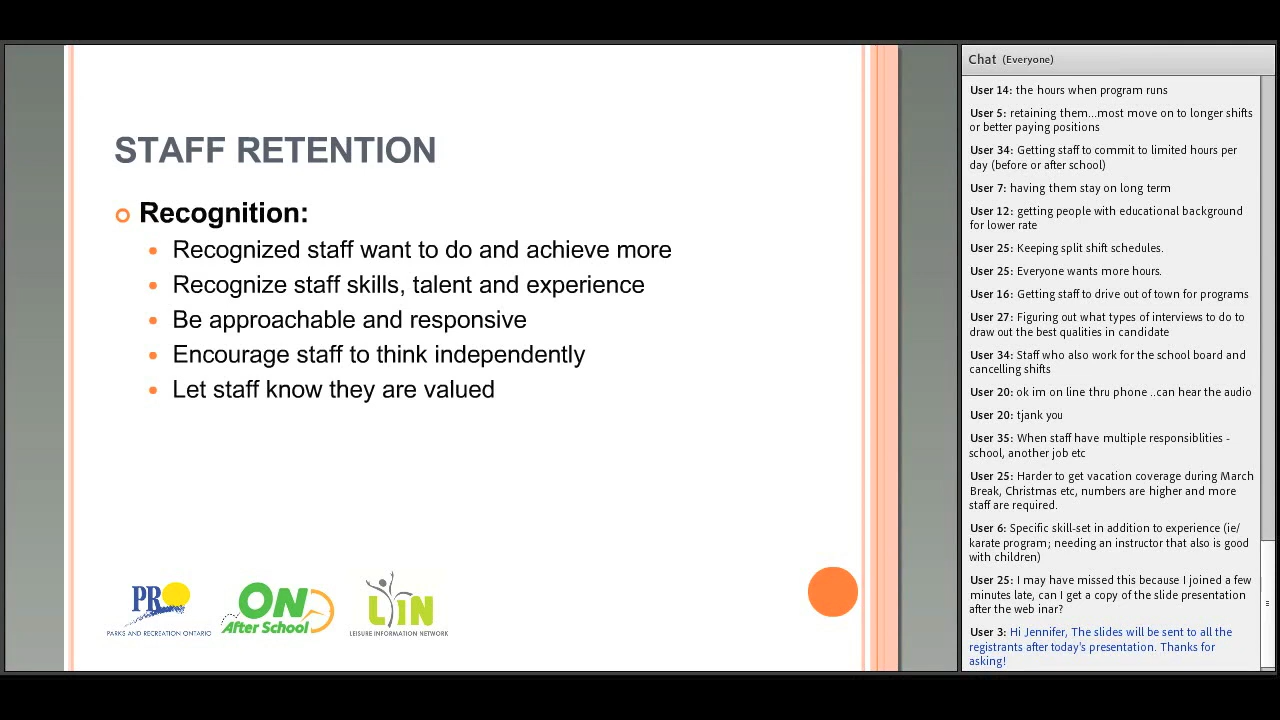 STAFF RETENTION
Recognition:
Recognized staff want to do and achieve more
Recognize staff skills, talent and experience
Be approachable and responsive
Encourage staff to think independently
Let staff know they are valued
PRO
PARKS AND RECREATION ONTARIO
ON
After School
LIN
LEISURE INFORMATION NETWORK
Chat (Everyone)
User 14: the hours when program runs
User 5: retaining them...most move on to longer shifts
or better paying positions
User 34: Getting staff to commit to limited hours per
day (before or after school)
User 7: having them stay on long term
User 12: getting people with educational background
for lower rate
User 25: Keeping split shift schedules.
User 25: Everyone wants more hours.
User 16: Getting staff to drive out of town for programs
User 27: Figuring out what types of interviews to do to
draw out the best qualities in candidate
User 34: Staff who also work for the school board and
cancelling shifts
User 20: ok im on line thru phone ..can hear the audio
User 20: tjank you
User 35: When staff have multiple responsiblities -
school, another job etc
User 25: Harder to get vacation coverage during March
Break, Christmas etc, numbers are higher and more
staff are required.
User 6: Specific skill-set in addition to experience (ie/
karate program; needing an instructor that also is good
with children)
User 25: I may have missed this because I joined a few
minutes late, can I get a copy of the slide presentation
after the web inar?
User 3: Hi Jennifer, The slides will be sent to all the
registrants after today's presentation. Thanks for
asking!